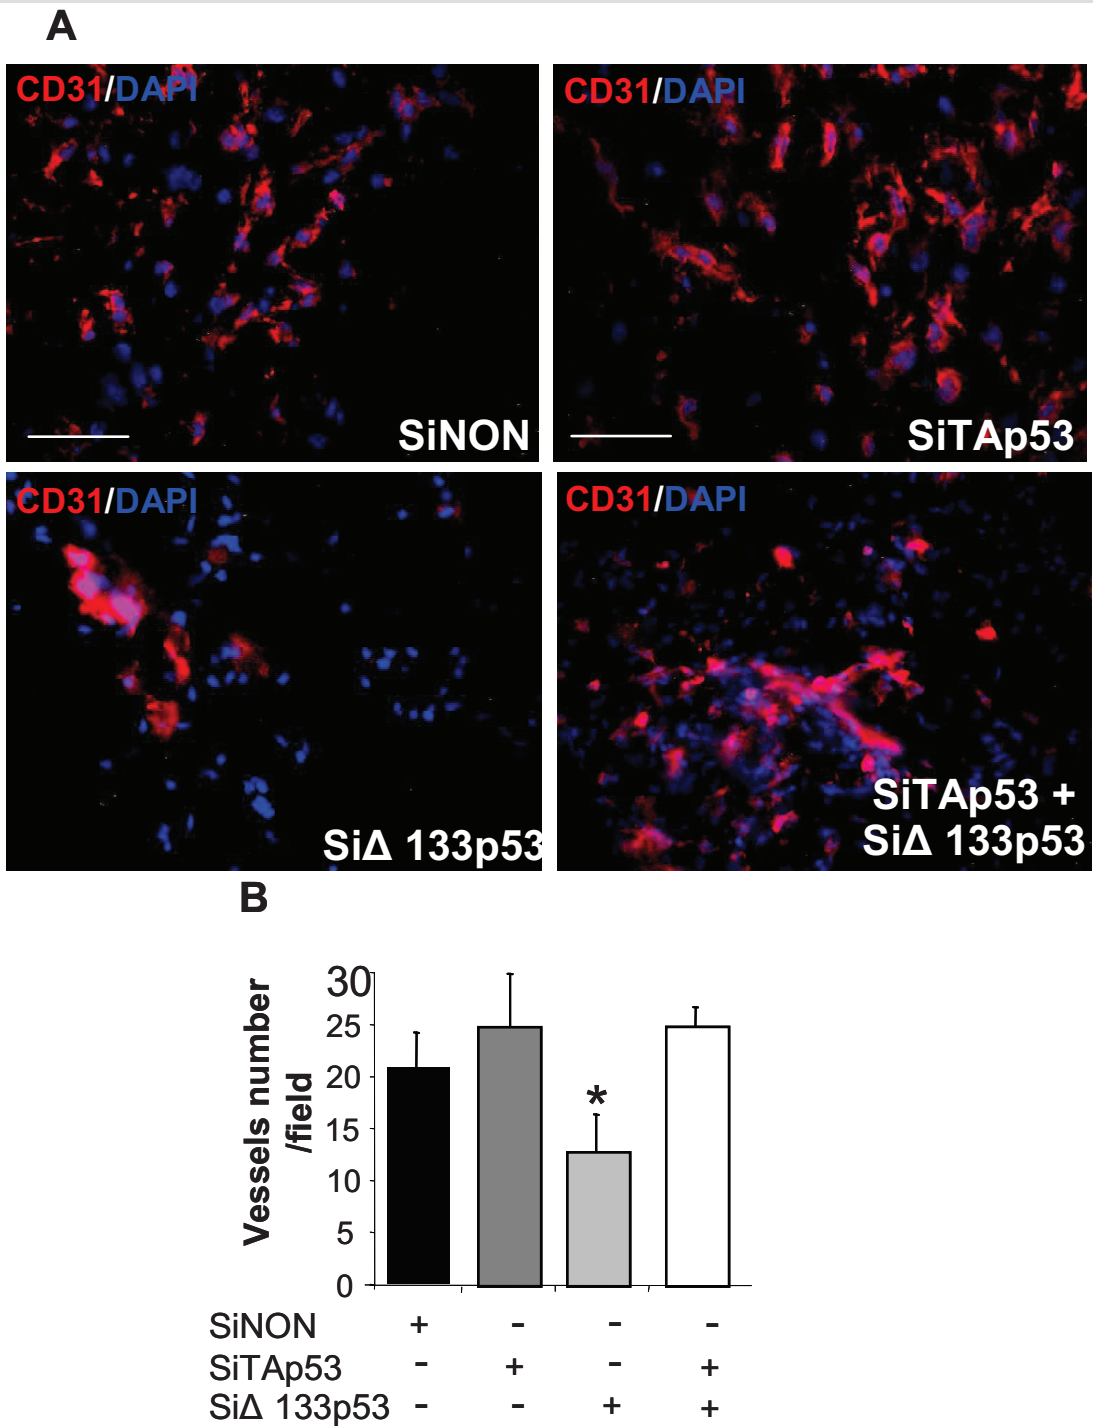 A
CD31/DAPI
SiNON
CD31/DAPI
SiTAp53
CD31/DAPI
SiΔ 133p53
CD31/DAPI
SiTAp53 +
SiΔ 133p53
B
Vessels number
/field
30
25
20
15
10
5
0
*
SiNON + - - -
SiTAp53 - + - +
SiΔ 133p53 - - + +